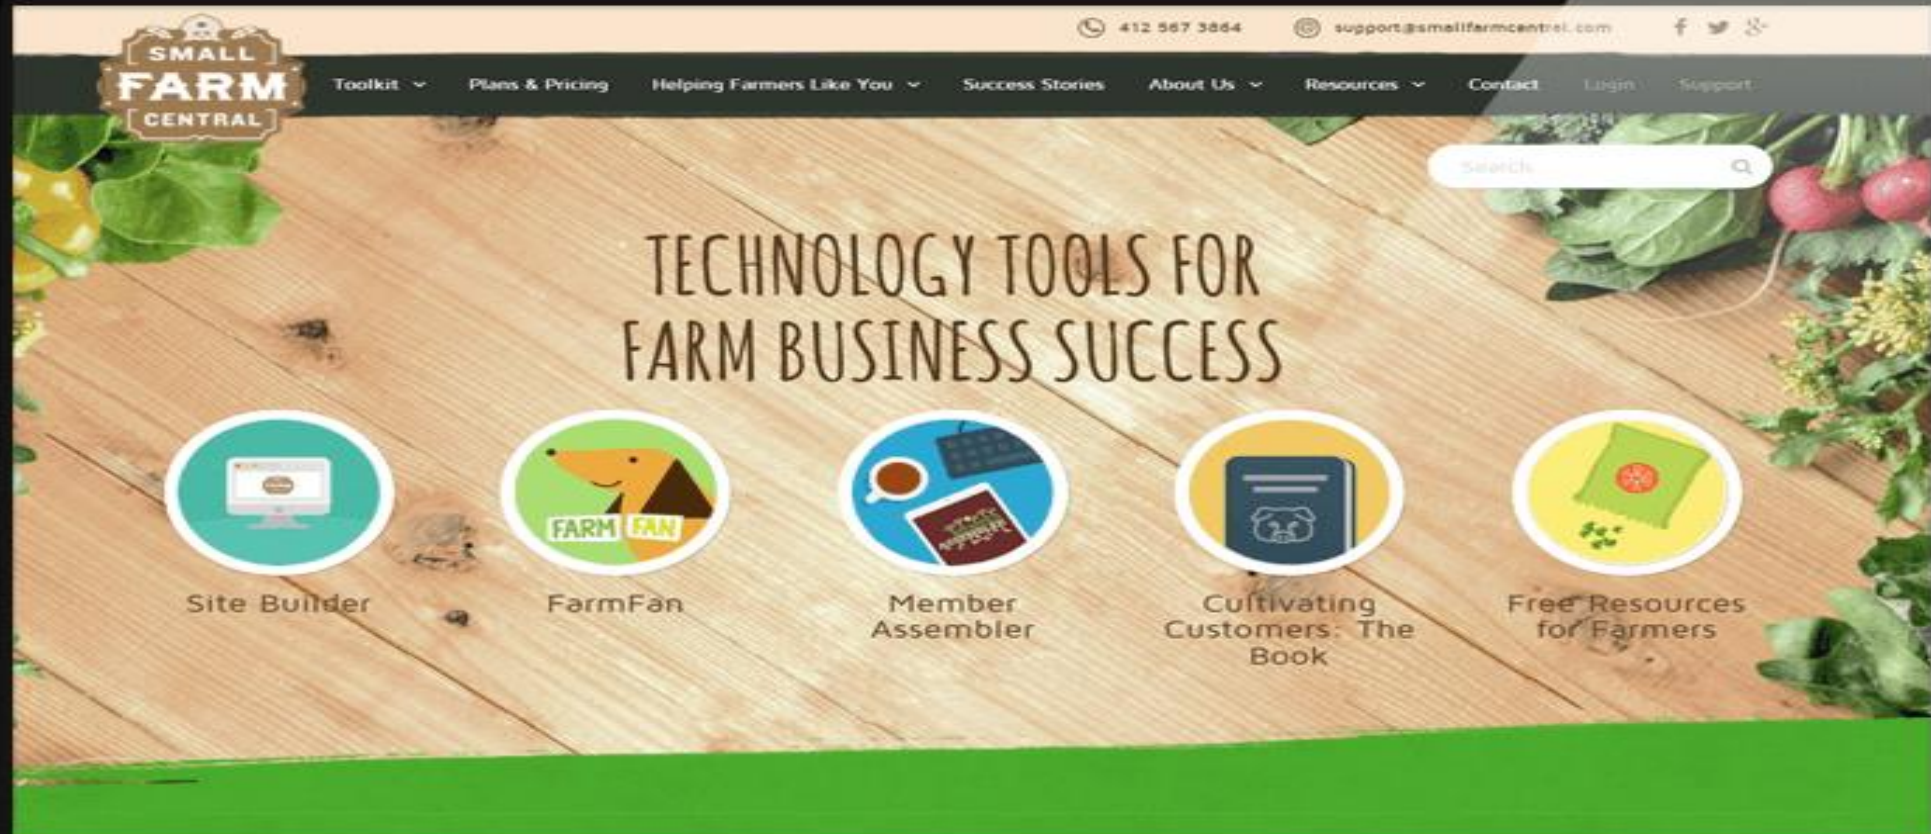 412 567 3864
support@smallfarmcentral.com
SMALL
FARM
CENTRAL
Toolkit
Plans & Pricing
Helping Farmers Like You
Success Stories
About Us
Resources
Contact
Login
Support
Search
TECHNOLOGY TOOLS FOR
FARM BUSINESS SUCCESS
FARM FAN
Site Builder
FarmFan
Member
Assembler
Cultivating
Customers: The
Book
Free Resources
for Farmers